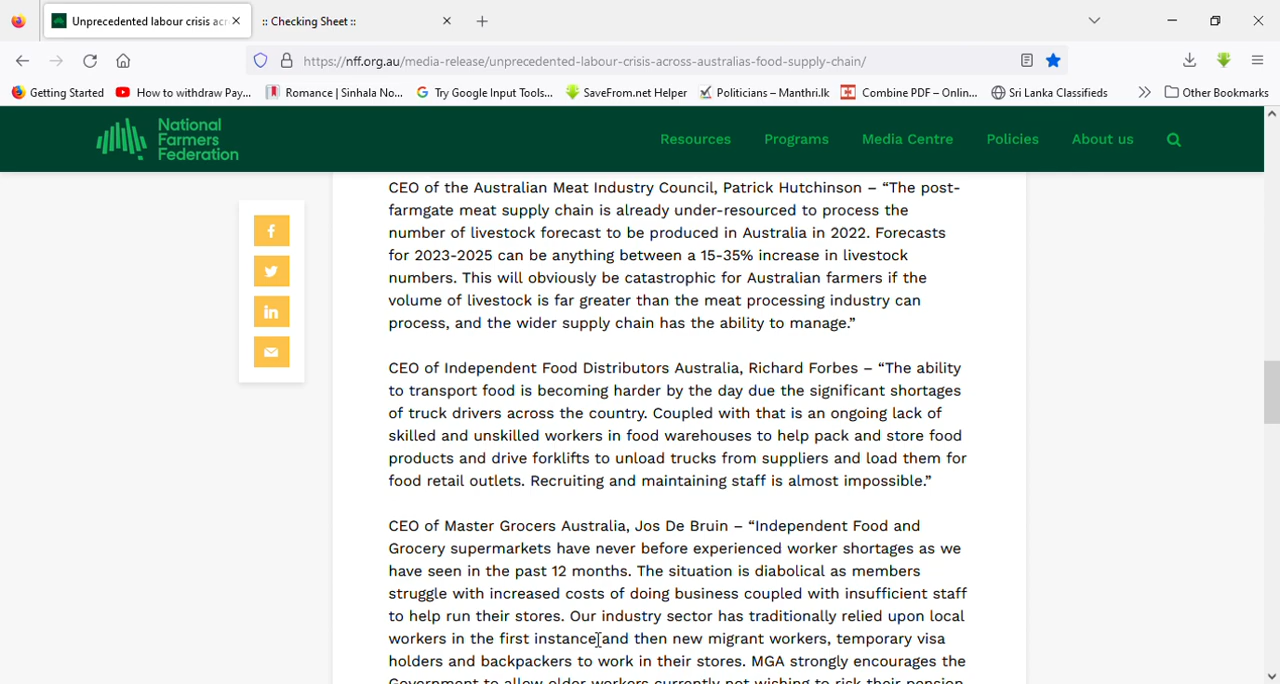 Unprecedented labour crisis acr
:: Checking Sheet ::
https://nff.org.au/media-release/unprecedented-labour-crisis-across-australias-food-supply-chain/
Getting Started
How to withdraw Pay...
Romance | Sinhala No...
Try Google Input Tools...
SaveFrom.net Helper
Politicians – Manthri.lk
Combine PDF – Onlin...
Sri Lanka Classifieds
Other Bookmarks
National
Farmers
Federation
Resources
Programs
Media Centre
Policies
About us
CEO of the Australian Meat Industry Council, Patrick Hutchinson – “The post-
farmgate meat supply chain is already under-resourced to process the
number of livestock forecast to be produced in Australia in 2022. Forecasts
for 2023-2025 can be anything between a 15-35% increase in livestock
numbers. This will obviously be catastrophic for Australian farmers if the
volume of livestock is far greater than the meat processing industry can
process, and the wider supply chain has the ability to manage.”
CEO of Independent Food Distributors Australia, Richard Forbes – “The ability
to transport food is becoming harder by the day due the significant shortages
of truck drivers across the country. Coupled with that is an ongoing lack of
skilled and unskilled workers in food warehouses to help pack and store food
products and drive forklifts to unload trucks from suppliers and load them for
food retail outlets. Recruiting and maintaining staff is almost impossible.”
CEO of Master Grocers Australia, Jos De Bruin – “Independent Food and
Grocery supermarkets have never before experienced worker shortages as we
have seen in the past 12 months. The situation is diabolical as members
struggle with increased costs of doing business coupled with insufficient staff
to help run their stores. Our industry sector has traditionally relied upon local
workers in the first instance and then new migrant workers, temporary visa
holders and backpackers to work in their stores. MGA strongly encourages the
Government to allow older workers currently not wishing to risk their pension